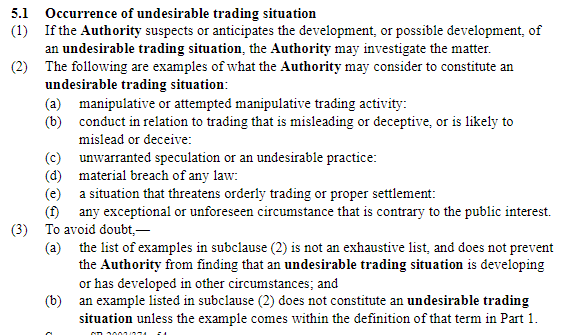 5.1 Occurrence of undesirable trading situation
(1) If the Authority suspects or anticipates the development, or possible development, of
an undesirable trading situation, the Authority may investigate the matter.
(2) The following are examples of what the Authority may consider to constitute an
undesirable trading situation:
(a) manipulative or attempted manipulative trading activity:
(b) conduct in relation to trading that is misleading or deceptive, or is likely to
mislead or deceive:
(c) unwarranted speculation or an undesirable practice:
(d) material breach of any law:
(e) a situation that threatens orderly trading or proper settlement:
(f) any exceptional or unforeseen circumstance that is contrary to the public interest.
(3) To avoid doubt,—
(a) the list of examples in subclause (2) is not an exhaustive list, and does not prevent
the Authority from finding that an undesirable trading situation is developing
or has developed in other circumstances; and
(b) an example listed in subclause (2) does not constitute an undesirable trading
situation unless the example comes within the definition of that term in Part 1.